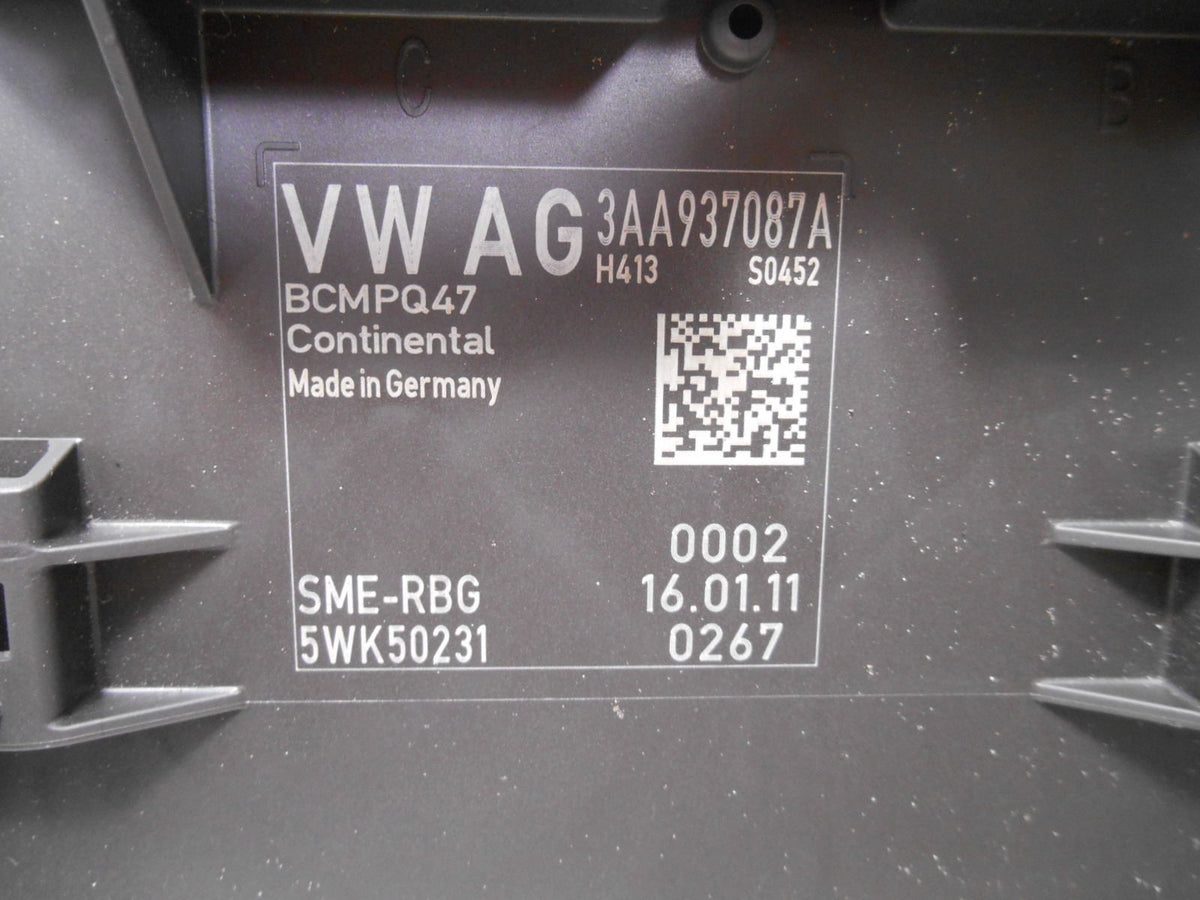 C
B
VW AG 3AA937087A
H413 S0452
BCMPQ47
Continental
Made in Germany
0002
SME-RBG 16.01.11
5WK50231 0267